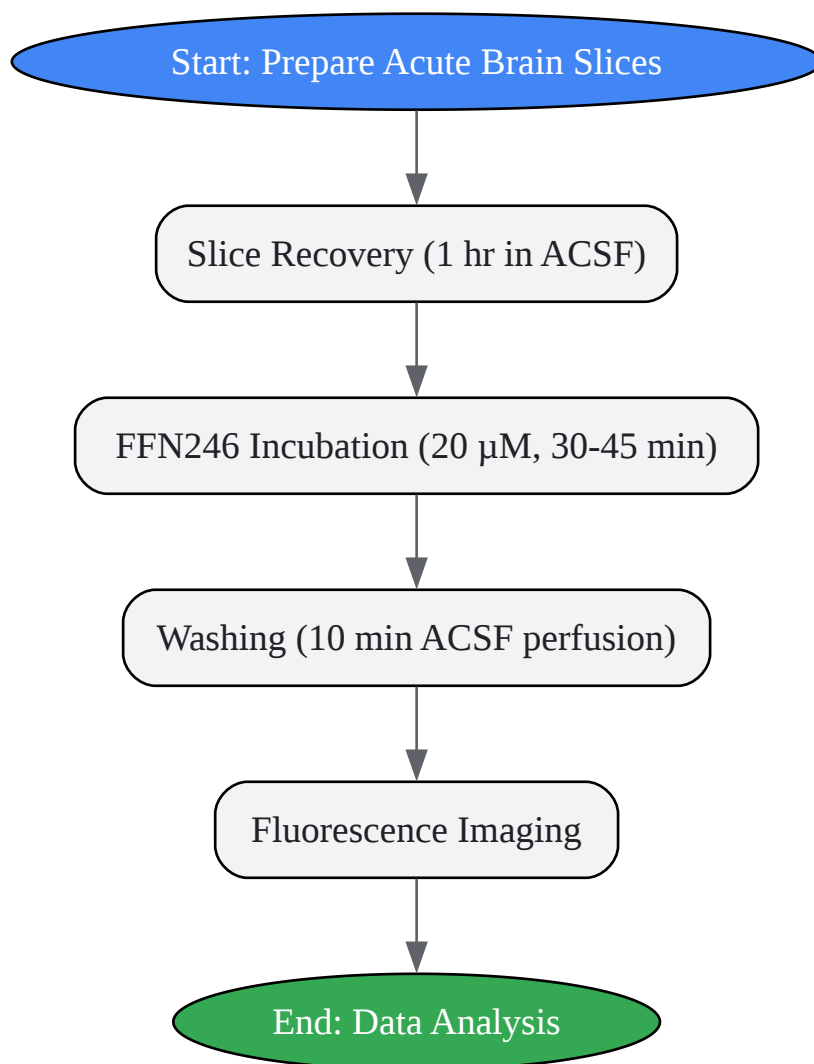 Start: Prepare Acute Brain Slices
Slice Recovery (1 hr in ACSF)
FFN246 Incubation (20 µM, 30-45 min)
Washing (10 min ACSF perfusion)
Fluorescence Imaging
End: Data Analysis